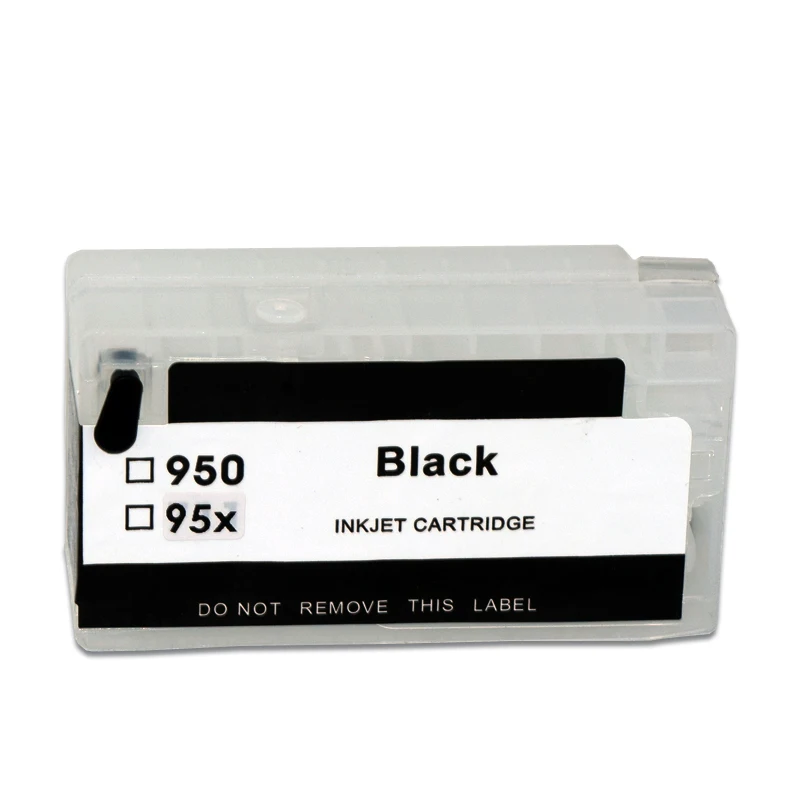 950
Black
95x
INKJET CARTRIDGE
DO NOT REMOVE THIS LABEL